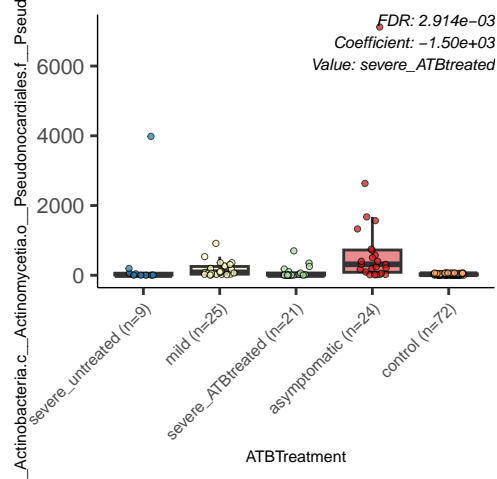 _Actinobacteria.c__Actinomycetia.o__Pseudonocardiales.f__Pseud
FDR: 2.914e−03
Coefficient: −1.50e+03
Value: severe_ATBtreated
6000
4000
2000
0
severe_untreated (n=9)
mild (n=25)
severe_ATBtreated (n=21)
asymptomatic (n=24)
control (n=72)
ATBTreatment